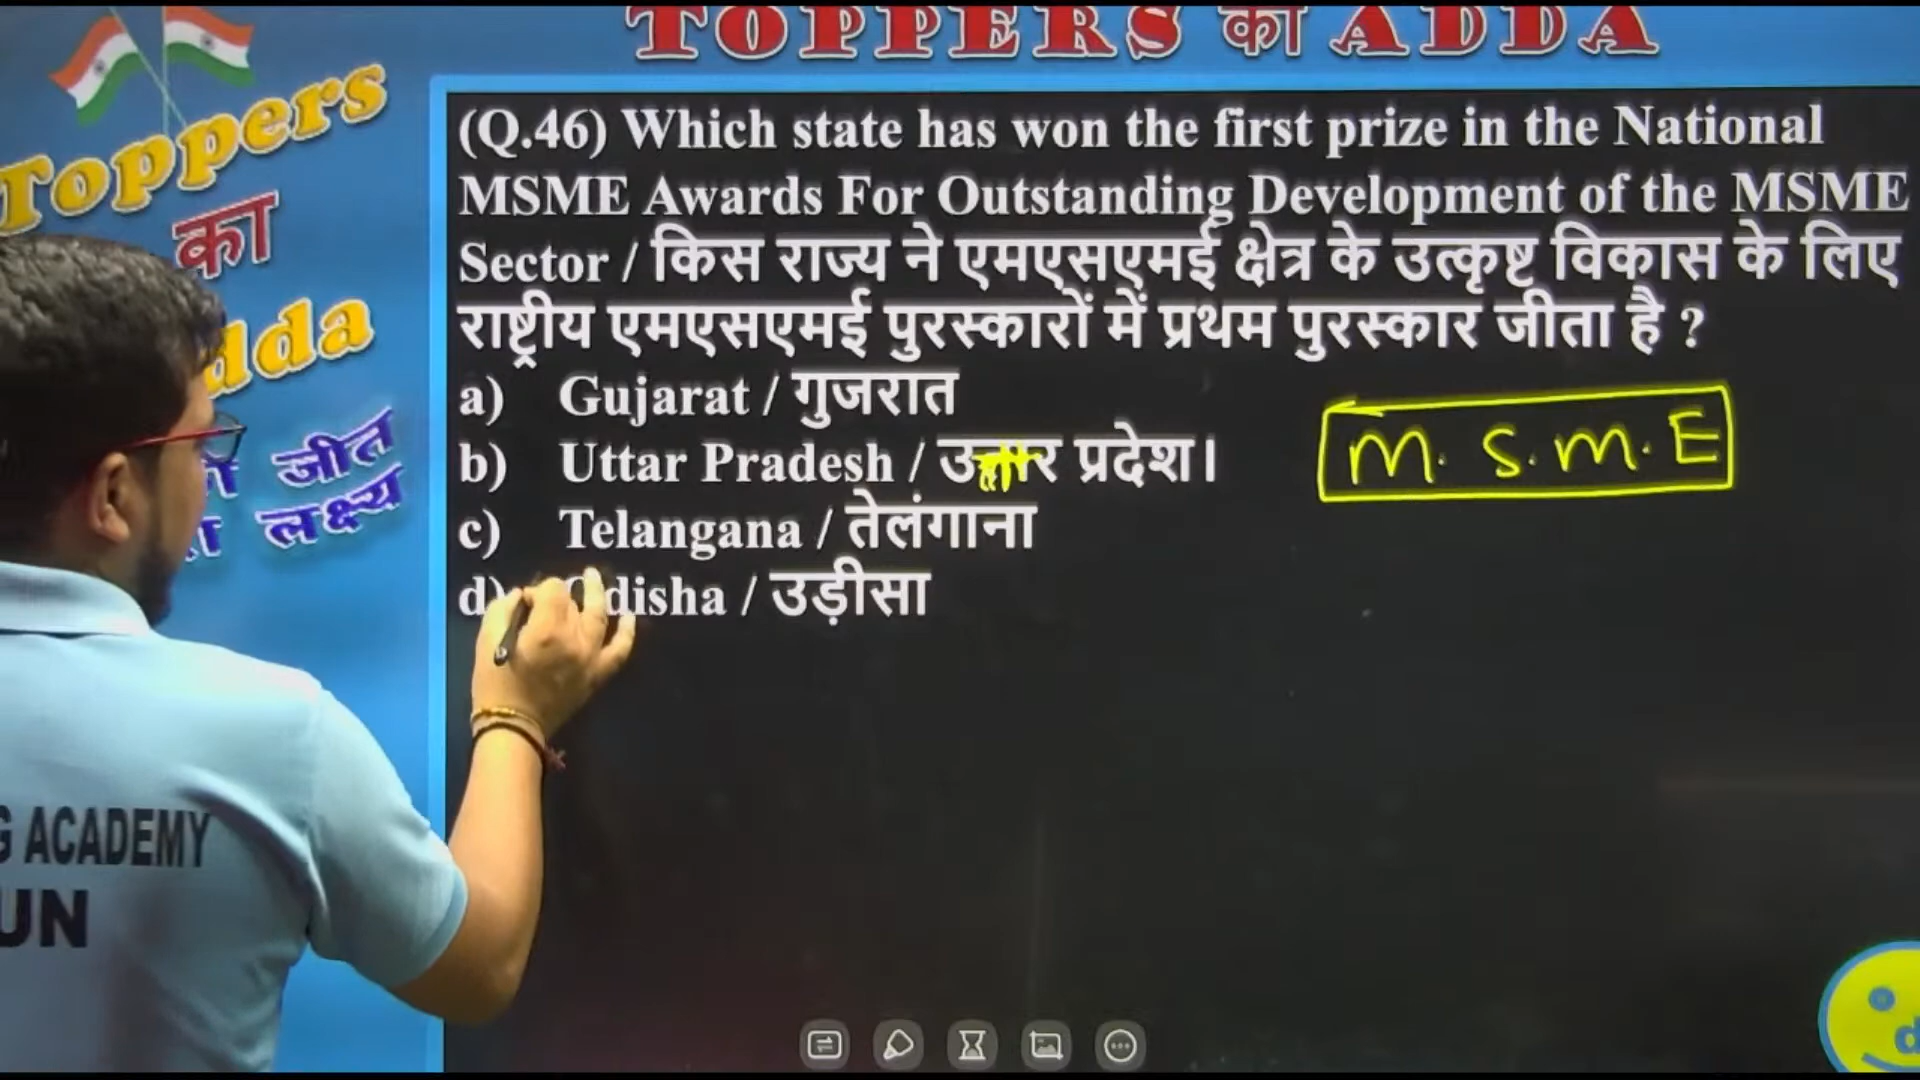 TOPPERS का ADDA
Toppers
का
dda
जीत
लक्ष्य
(Q.46) Which state has won the first prize in the National
MSME Awards For Outstanding Development of the MSME
Sector / किस राज्य ने एमएसएमई क्षेत्र के उत्कृष्ट विकास के लिए
राष्ट्रीय एमएसएमई पुरस्कारों में प्रथम पुरस्कार जीता है ?
a) Gujarat / गुजरात
b) Uttar Pradesh / उत्तर प्रदेश।
c) Telangana / तेलंगाना
d) Odisha / उड़ीसा
M. S. M. E
G ACADEMY
UN